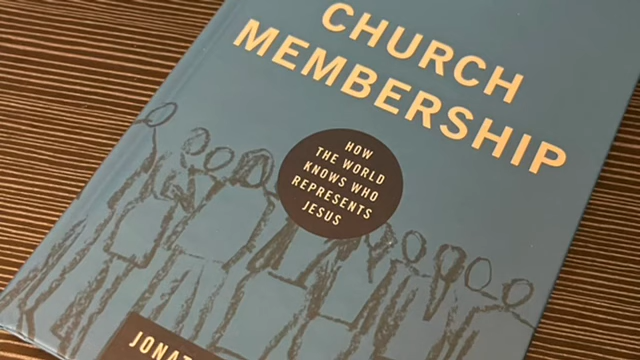 CHURCH
MEMBERSHIP
HOW
THE WORLD
KNOWS WHO
REPRESENTS
JESUS